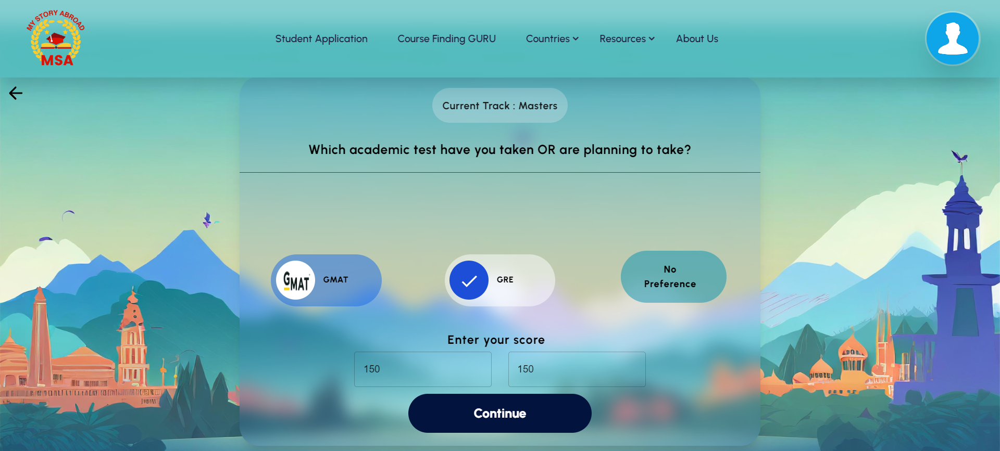 MY STORY ABROAD
MSA
Student Application
Course Finding GURU
Countries
Resources
About Us
Current Track : Masters
Which academic test have you taken OR are planning to take?
GMAT
GMAT
GRE
No
Preference
Enter your score
150
150
Continue